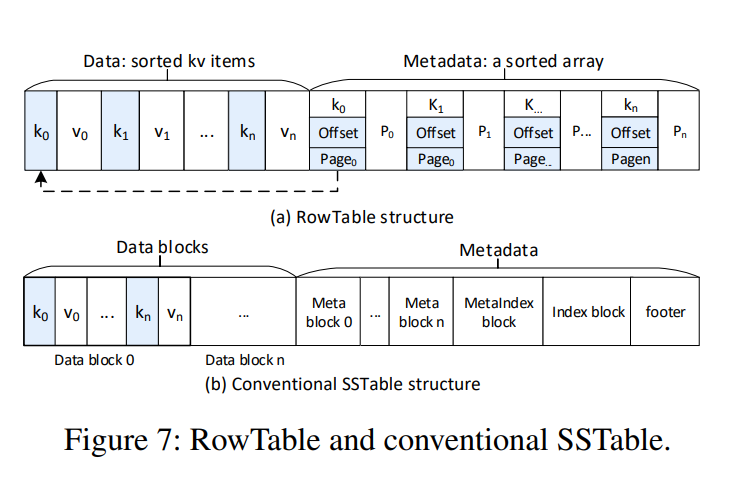 Data: sorted kv items Metadata: a sorted array
k0 v0 k1 v1 ... kn vn k0 P0 K1 P1 K... P... kn Pn
Offset Offset Offset Offset
Page0 Page0 Page.. Pagen
(a) RowTable structure
Data blocks Metadata
k0 v0 ... kn vn ... Meta block 0 ... Meta block n MetaIndex block Index block footer
Data block 0 Data block n
(b) Conventional SSTable structure
Figure 7: RowTable and conventional SSTable.